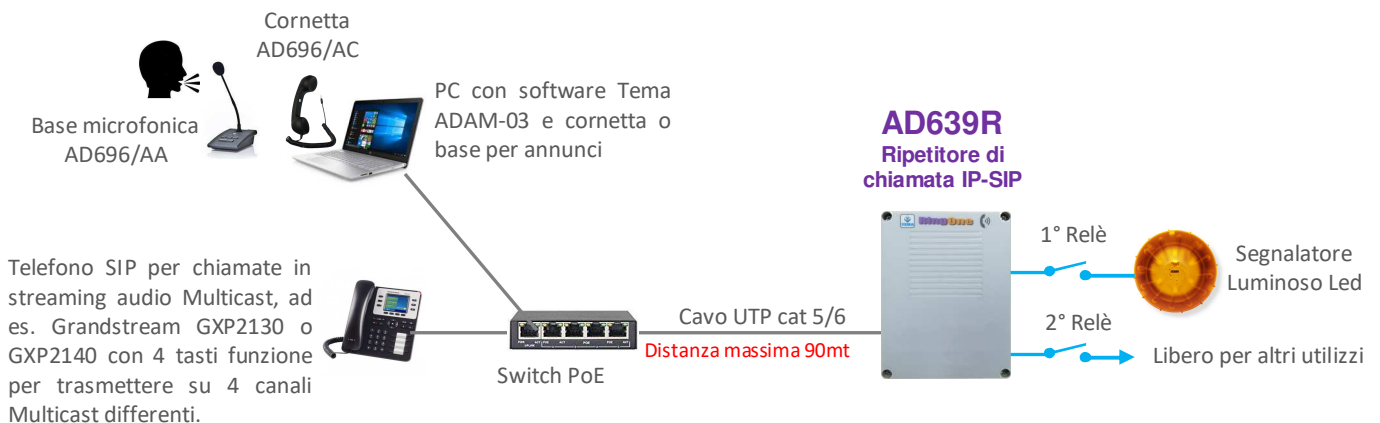 Cornetta
AD696/AC
Base microfonica
AD696/AA
PC con software Tema
ADAM-03 e cornetta o
base per annunci
AD639R
Ripetitore di
chiamata IP-SIP
RingOne
1° Relè
Segnalatore
Luminoso Led
2° Relè
Libero per altri utilizzi
Telefono SIP per chiamate in
streaming audio Multicast, ad
es. Grandstream GXP2130 o
GXP2140 con 4 tasti funzione
per trasmettere su 4 canali
Multicast differenti.
Switch PoE
Cavo UTP cat 5/6
Distanza massima 90mt